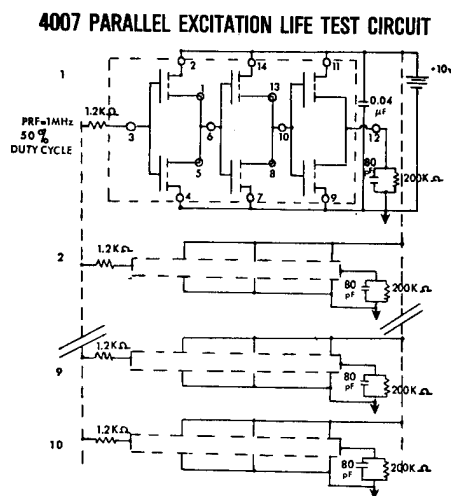 4007 PARALLEL EXCITATION LIFE TEST CIRCUIT
1
2
14
11
+10v
1
13
0.04
μF
PRF=1MHz
50%
DUTY CYCLE
1.2KΩ
3
6
10
12
5
8
80
pF
200KΩ
4
7
9
2
1.2KΩ
80
pF
200KΩ
1.2KΩ
9
80
pF
200KΩ
1.2KΩ
10
80
pF
200KΩ